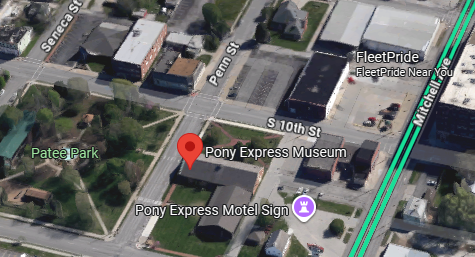 Seneca St
Penn St
FleetPride
FleetPride Near You
Mitchell Ave
S 10th St
Patee Park
Pony Express Museum
Pony Express Motel Sign